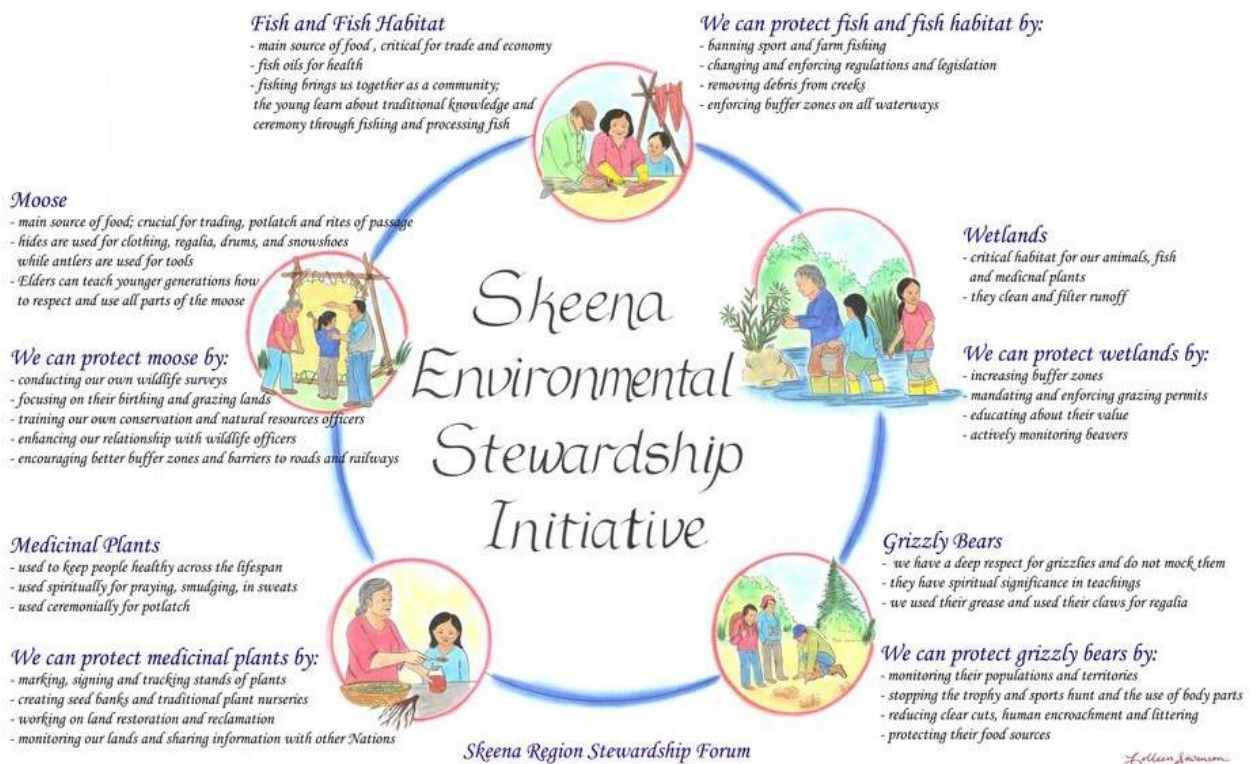 Fish and Fish Habitat
- main source of food , critical for trade and economy
- fish oils for health
- fishing brings us together as a community;
the young learn about traditional knowledge and
ceremony through fishing and processing fish
We can protect fish and fish habitat by:
- banning sport and farm fishing
- changing and enforcing regulations and legislation
- removing debris from creeks
- enforcing buffer zones on all waterways
Moose
- main source of food; crucial for trading, potlatch and rites of passage
- hides are used for clothing, regalia, drums, and snowshoes
while antlers are used for tools
- Elders can teach younger generations how
to respect and use all parts of the moose
We can protect moose by:
- conducting our own wildlife surveys
- focusing on their birthing and grazing lands
- training our own conservation and natural resources officers
- enhancing our relationship with wildlife officers
- encouraging better buffer zones and barriers to roads and railways
Skeena
Environmental
Stewardship
Initiative
Wetlands
- critical habitat for our animals, fish
and medicnal plants
- they clean and filter runoff
We can protect wetlands by:
- increasing buffer zones
- mandating and enforcing grazing permits
- educating about their value
- actively monitoring beavers
Medicinal Plants
- used to keep people healthy across the lifespan
- used spiritually for praying, smudging, in sweats
- used ceremonially for potlatch
We can protect medicinal plants by:
- marking, signing and tracking stands of plants
- creating seed banks and traditional plant nurseries
- working on land restoration and reclamation
- monitoring our lands and sharing information with other Nations
Grizzly Bears
- we have a deep respect for grizzlies and do not mock them
- they have spiritual significance in teachings
- we used their grease and used their claws for regalia
We can protect grizzly bears by:
- monitoring their populations and territories
- stopping the trophy and sports hunt and the use of body parts
- reducing clear cuts, human encroachment and littering
- protecting their food sources
Skeena Region Stewardship Forum